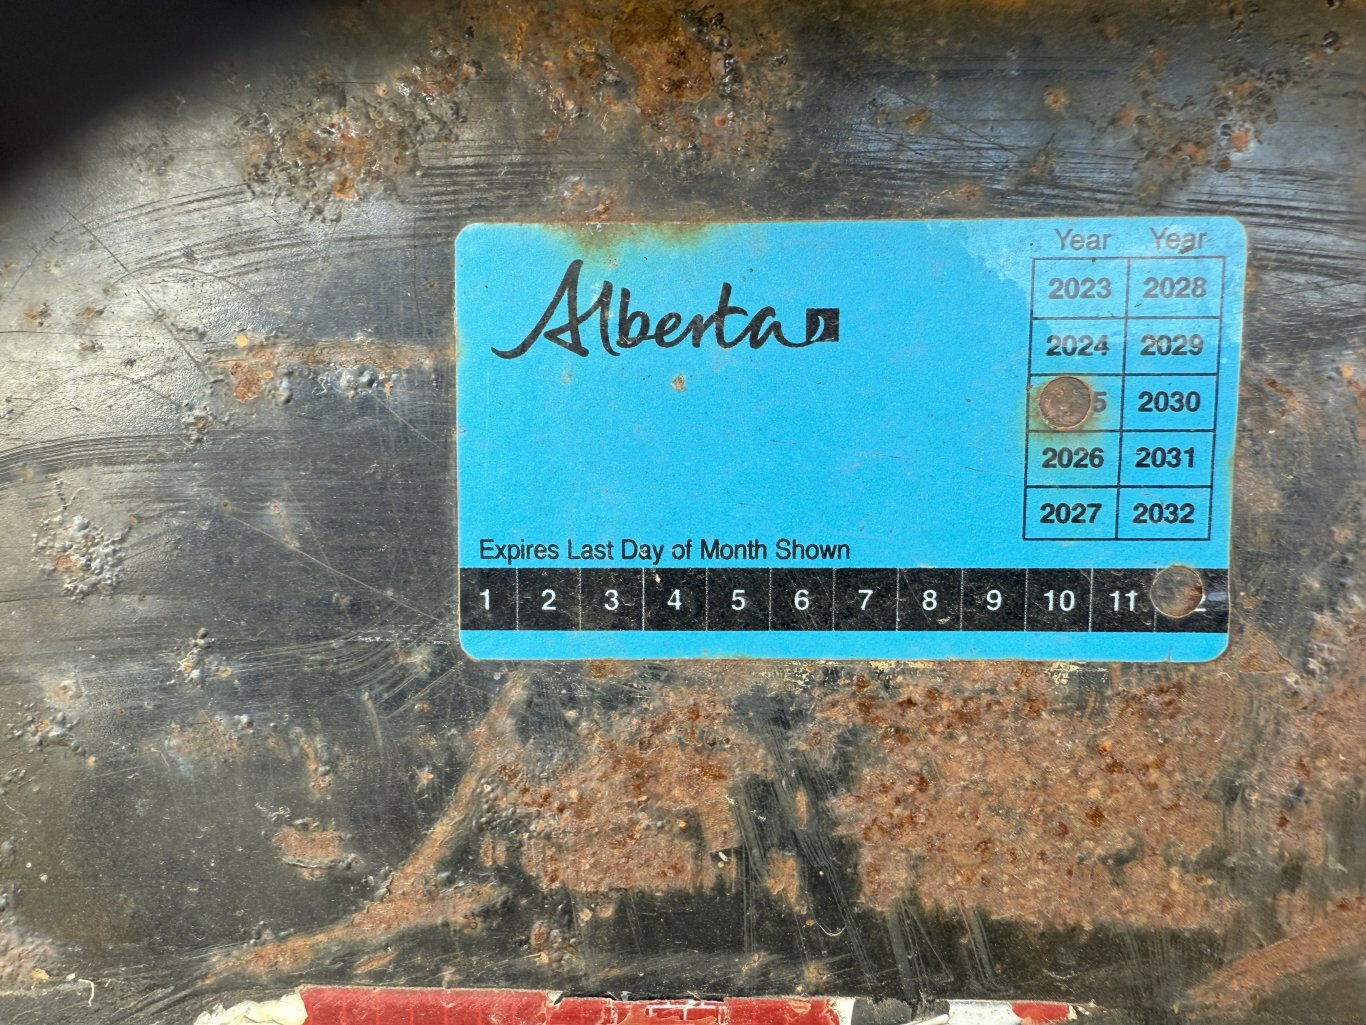 Alberta
Year Year
2023 2028
2024 2029
5 2030
2026 2031
2027 2032
Expires Last Day of Month Shown
1 2 3 4 5 6 7 8 9 10 11